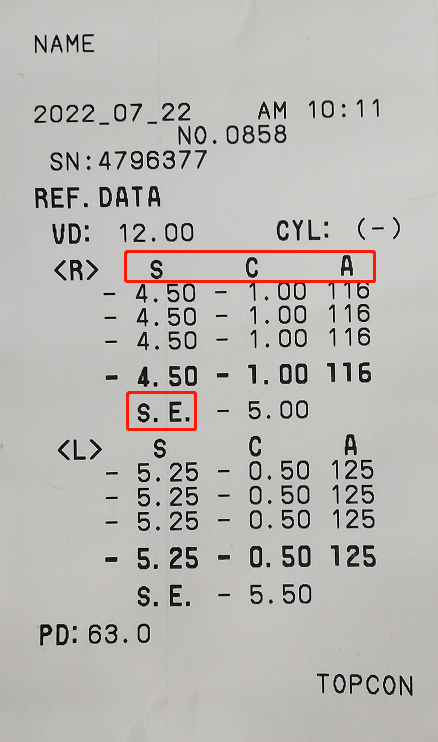 NAME
2022_07_22 AM 10:11
NO.0858
SN:4796377
REF.DATA
VD: 12.00 CYL: (-)
<R> S C A
- 4.50 - 1.00 116
- 4.50 - 1.00 116
- 4.50 - 1.00 116
- 4.50 - 1.00 116
S.E. - 5.00
<L> S C A
- 5.25 - 0.50 125
- 5.25 - 0.50 125
- 5.25 - 0.50 125
- 5.25 - 0.50 125
S.E. - 5.50
PD: 63.0
TOPCON